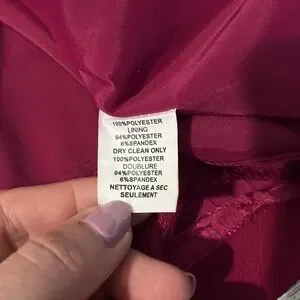 100%POLYESTER
LINING
94%POLYESTER
6%SPANDEX
DRY CLEAN ONLY
100%POLYESTER
DOUBLURE
94%POLYESTER
6%SPANDEX
NETTOYAGE A SEC
SEULEMENT